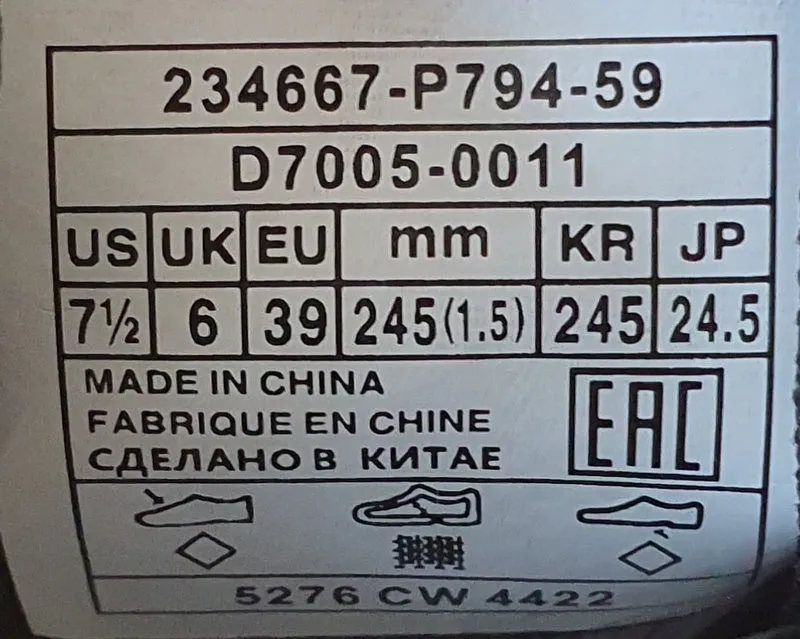 234667-P794-59
D7005-0011
US UK EU mm KR JP
7½ 6 39 245(1.5) 245 24.5
MADE IN CHINA
FABRIQUE EN CHINE
СДЕЛАНО В КИТАЕ
EAC
5276 CW 4422